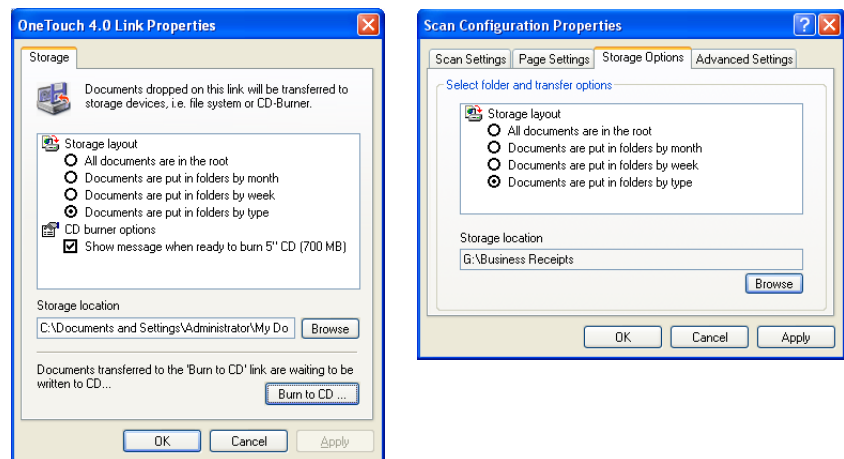 OneTouch 4.0 Link Properties
Storage
Documents dropped on this link will be transferred to
storage devices, i.e. file system or CD-Burner.
Storage layout
All documents are in the root
Documents are put in folders by month
Documents are put in folders by week
Documents are put in folders by type
CD burner options
Show message when ready to burn 5" CD (700 MB)
Storage location
C:\Documents and Settings\Administrator\My Do
Browse
Documents transferred to the 'Burn to CD' link are waiting to be
written to CD...
Burn to CD ...
OK
Cancel
Apply
Scan Configuration Properties
Scan Settings
Page Settings
Storage Options
Advanced Settings
Select folder and transfer options
Storage layout
All documents are in the root
Documents are put in folders by month
Documents are put in folders by week
Documents are put in folders by type
Storage location
G:\Business Receipts
Browse
OK
Cancel
Apply